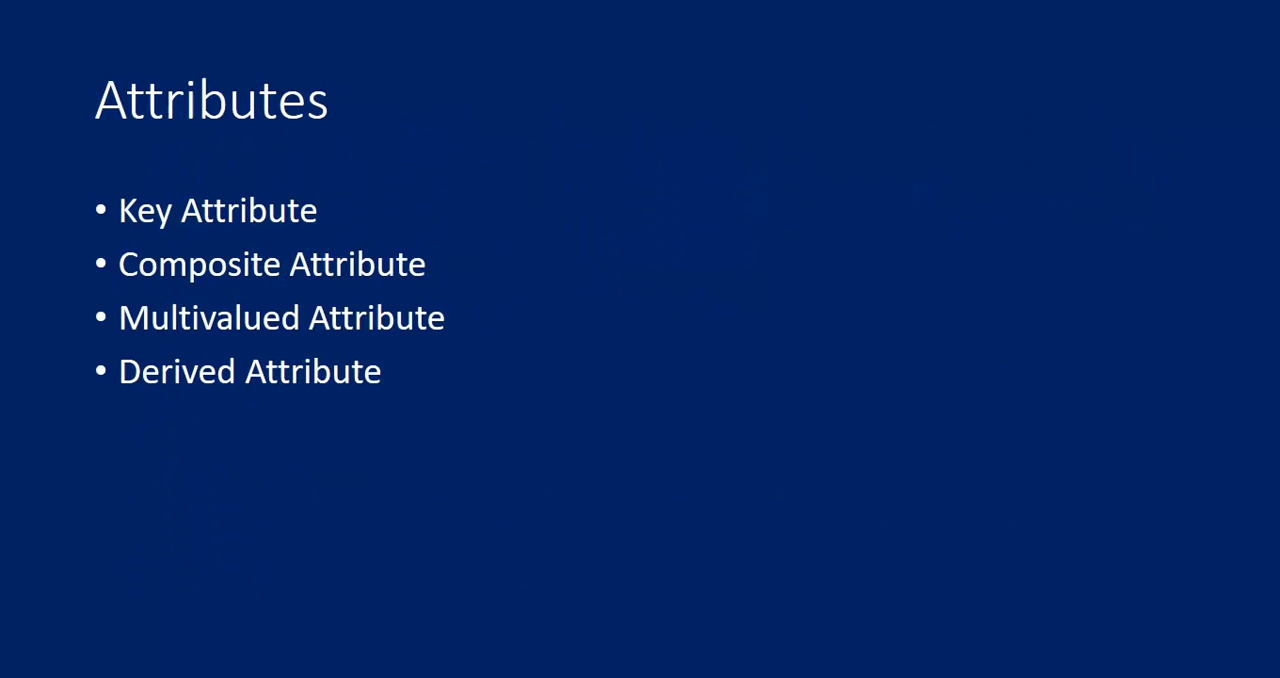 Attributes
• Key Attribute
• Composite Attribute
• Multivalued Attribute
• Derived Attribute